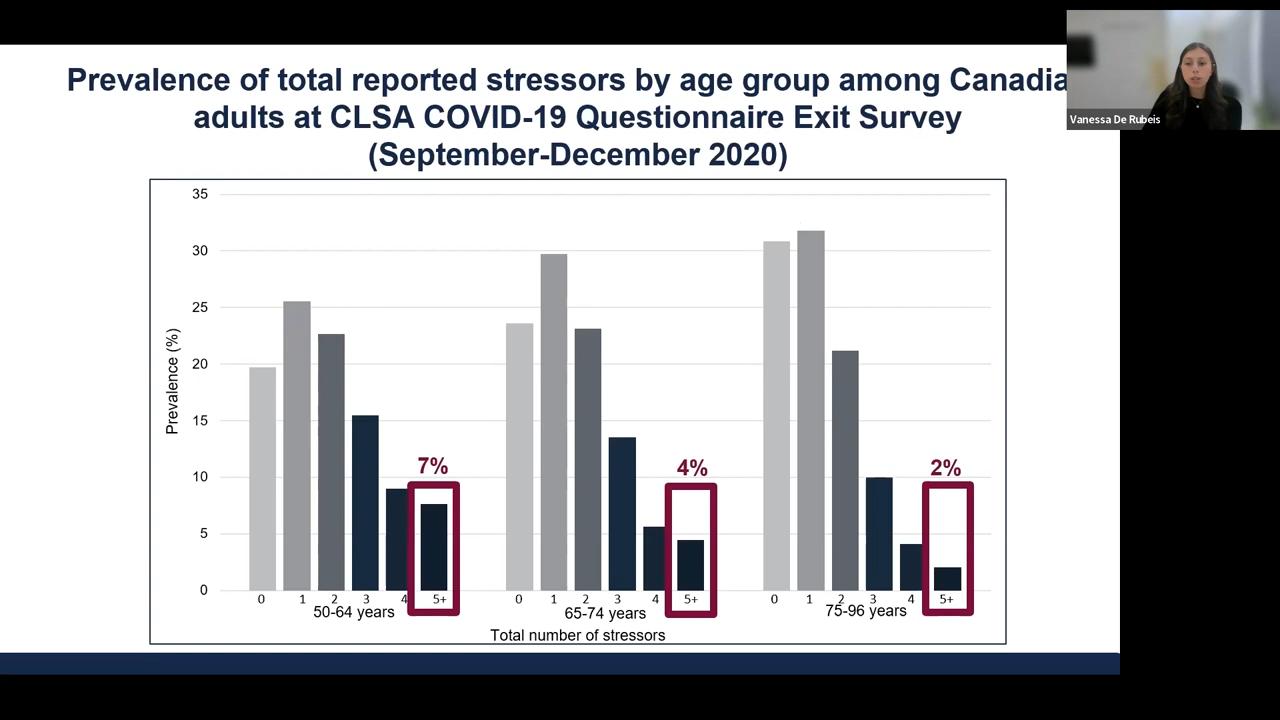 Prevalence of total reported stressors by age group among Canadia
adults at CLSA COVID-19 Questionnaire Exit Survey
(September-December 2020)
Vanessa De Rubeis
Prevalence (%)
35
30
25
20
15
10
5
0
7%
4%
2%
0 1 2 3 4 5+
50-64 years
0 1 2 3 4 5+
65-74 years
0 1 2 3 4 5+
75-96 years
Total number of stressors